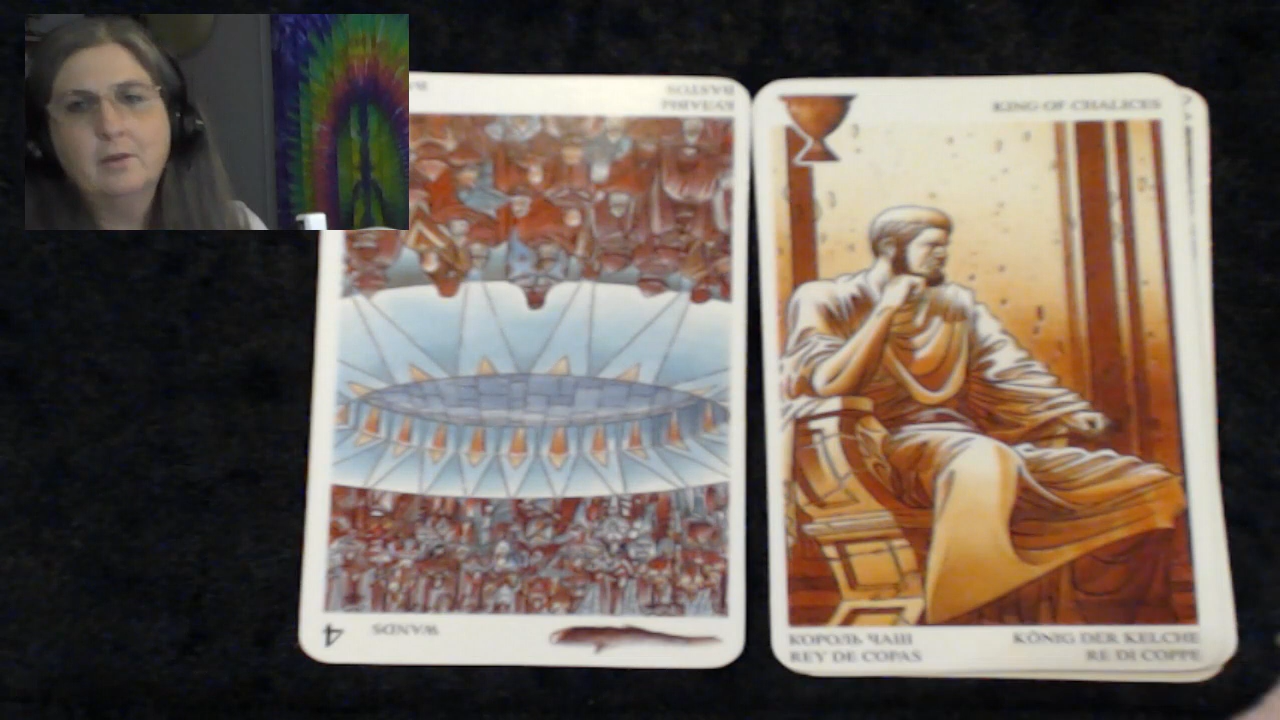 BASTOS
KING OF CHALICES
4 WANDS
КОРОЛЬ ЧАШ
REY DE COPAS
KÖNIG DER KELCHE
RE DI COPPE